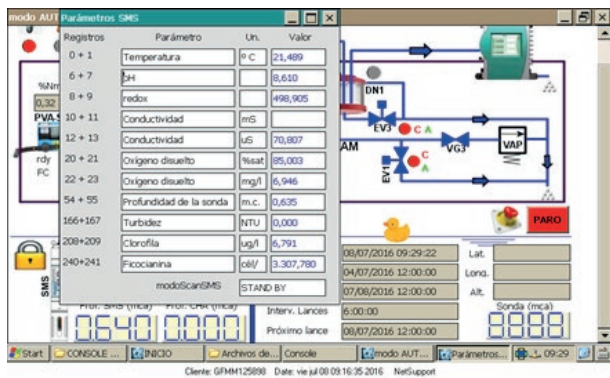 modo AUT
Parámetros SMS
Registros Parámetro Un. Valor
0 + 1 Temperatura º C 21,489
6 + 7 pH 8,610
8 + 9 redox 498,905
10 + 11 Conductividad mS
12 + 13 Conductividad uS 70,807
20 + 21 Oxígeno disuelto %sat 85,003
22 + 23 Oxígeno disuelto mg/l 6,946
54 + 55 Profundidad de la sonda m.c. 0,635
166+167 Turbidez NTU 0,000
208+209 Clorofila ug/l 6,791
240+241 Ficocianina cél/ 3.307,780
modoScanSMS STAND BY
%Nm
0,32
PVA
rdy
FC
DN1
EV3
C A
AM
VG3
VAP
EV1
C
A
PARO
08/07/2016 09:29:22 Lat.
04/07/2016 12:00:00 Long.
07/08/2016 12:00:00 Alt.
SMS
Prof. SMS (mca) Prof. CHA (mca)
0.640 000
Interv. Lances 6:00:00
Sonda (mca)
8888
Próximo lance 08/07/2016 12:00:00
Start CONSOLE ... INICIO Archivos de... Console modo AUT... Parámetros... 09:29
Cliente: GFMM125898 Date: vie jul 08 09:16:35 2016 NetSupport